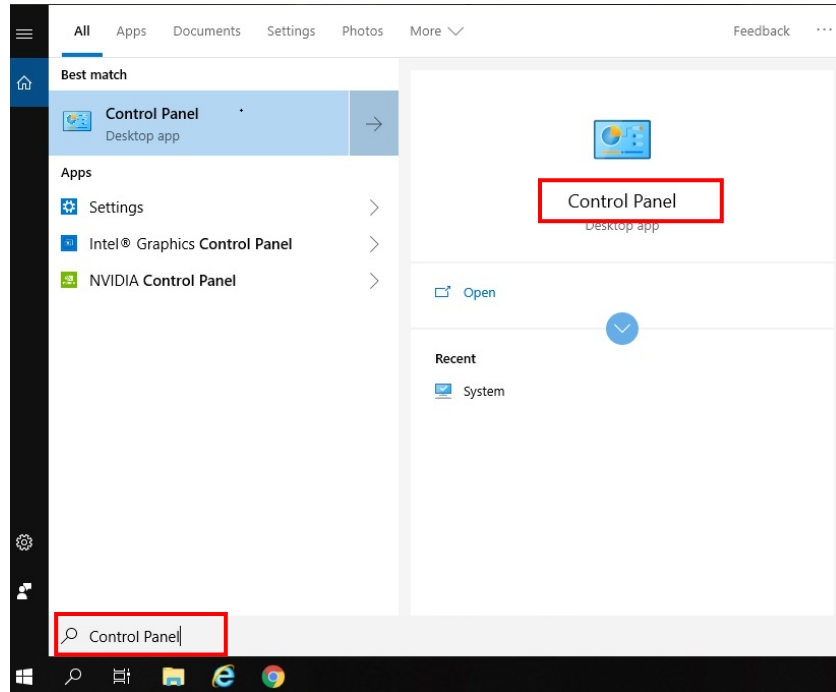 All Apps Documents Settings Photos More Feedback ...
Best match
Control Panel
Desktop app
Apps
Settings
Intel® Graphics Control Panel
NVIDIA Control Panel
Control Panel
Desktop app
Open
Recent
System
Control Panel